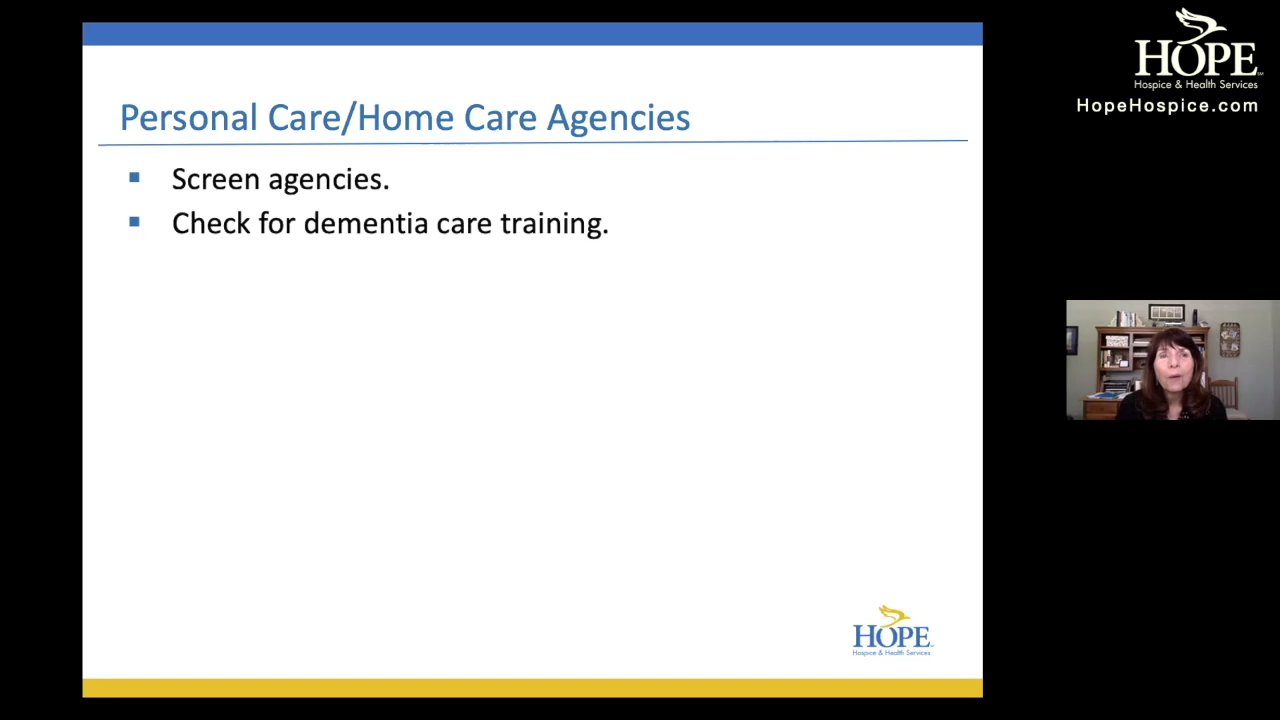 Personal Care/Home Care Agencies
Screen agencies.
Check for dementia care training.
HOPE
Hospice & Health Services
HOPE
Hospice & Health Services
HopeHospice.com